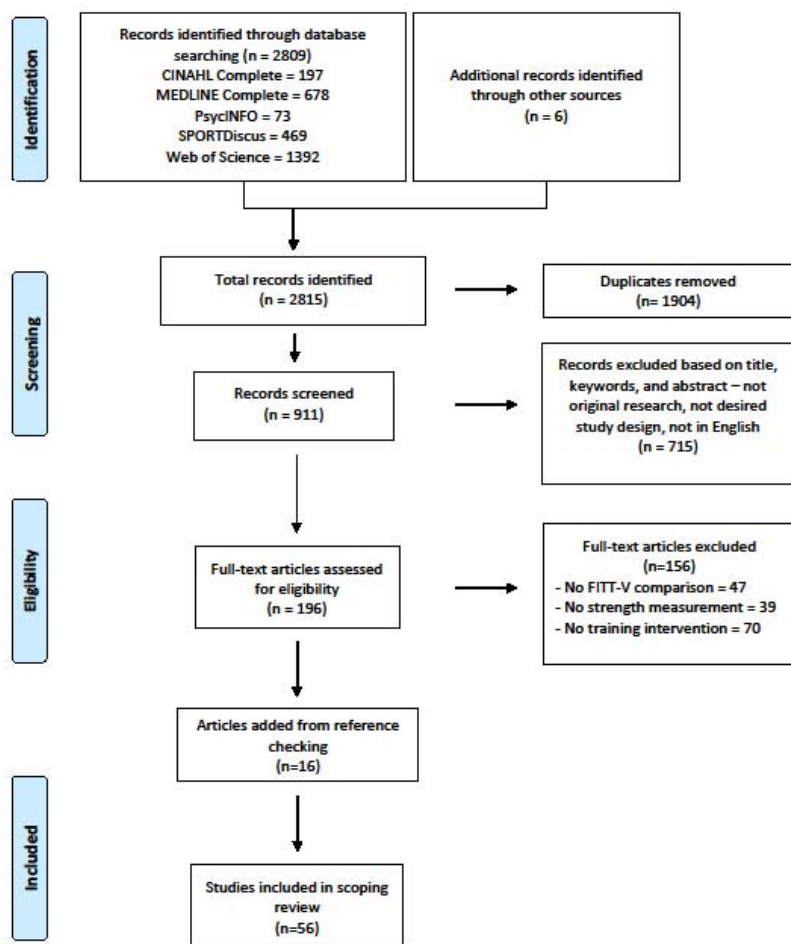 Identification
Records identified through database
searching (n = 2809)
CINAHL Complete = 197
MEDLINE Complete = 678
PsycINFO = 73
SPORTDiscus = 469
Web of Science = 1392
Additional records identified
through other sources
(n = 6)
Screening
Total records identified
(n = 2815)
Duplicates removed
(n= 1904)
Records screened
(n = 911)
Records excluded based on title,
keywords, and abstract – not
original research, not desired
study design, not in English
(n = 715)
Eligibility
Full-text articles assessed
for eligibility
(n = 196)
Full-text articles excluded
(n=156)
- No FITT-V comparison = 47
- No strength measurement = 39
- No training intervention = 70
Articles added from reference
checking
(n=16)
Included
Studies included in scoping
review
(n=56)